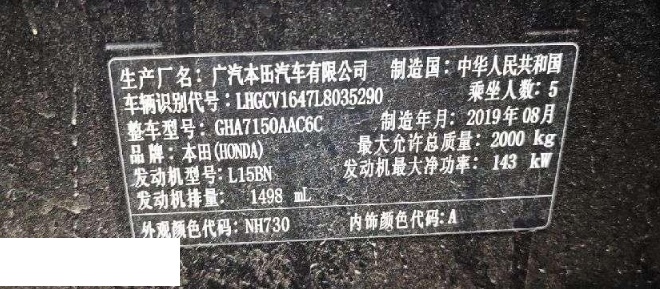 生产厂名：广汽本田汽车有限公司 制造国：中华人民共和国
车辆识别代号：LHGCV1647L8035290 乘坐人数：5
整车型号：GHA7150AAC6C 制造年月：2019年08月
品牌：本田(HONDA) 最大允许总质量：2000 kg
发动机型号：L15BN 发动机最大净功率：143 kW
发动机排量：1498 mL
外观颜色代码：NH730 内饰颜色代码：A